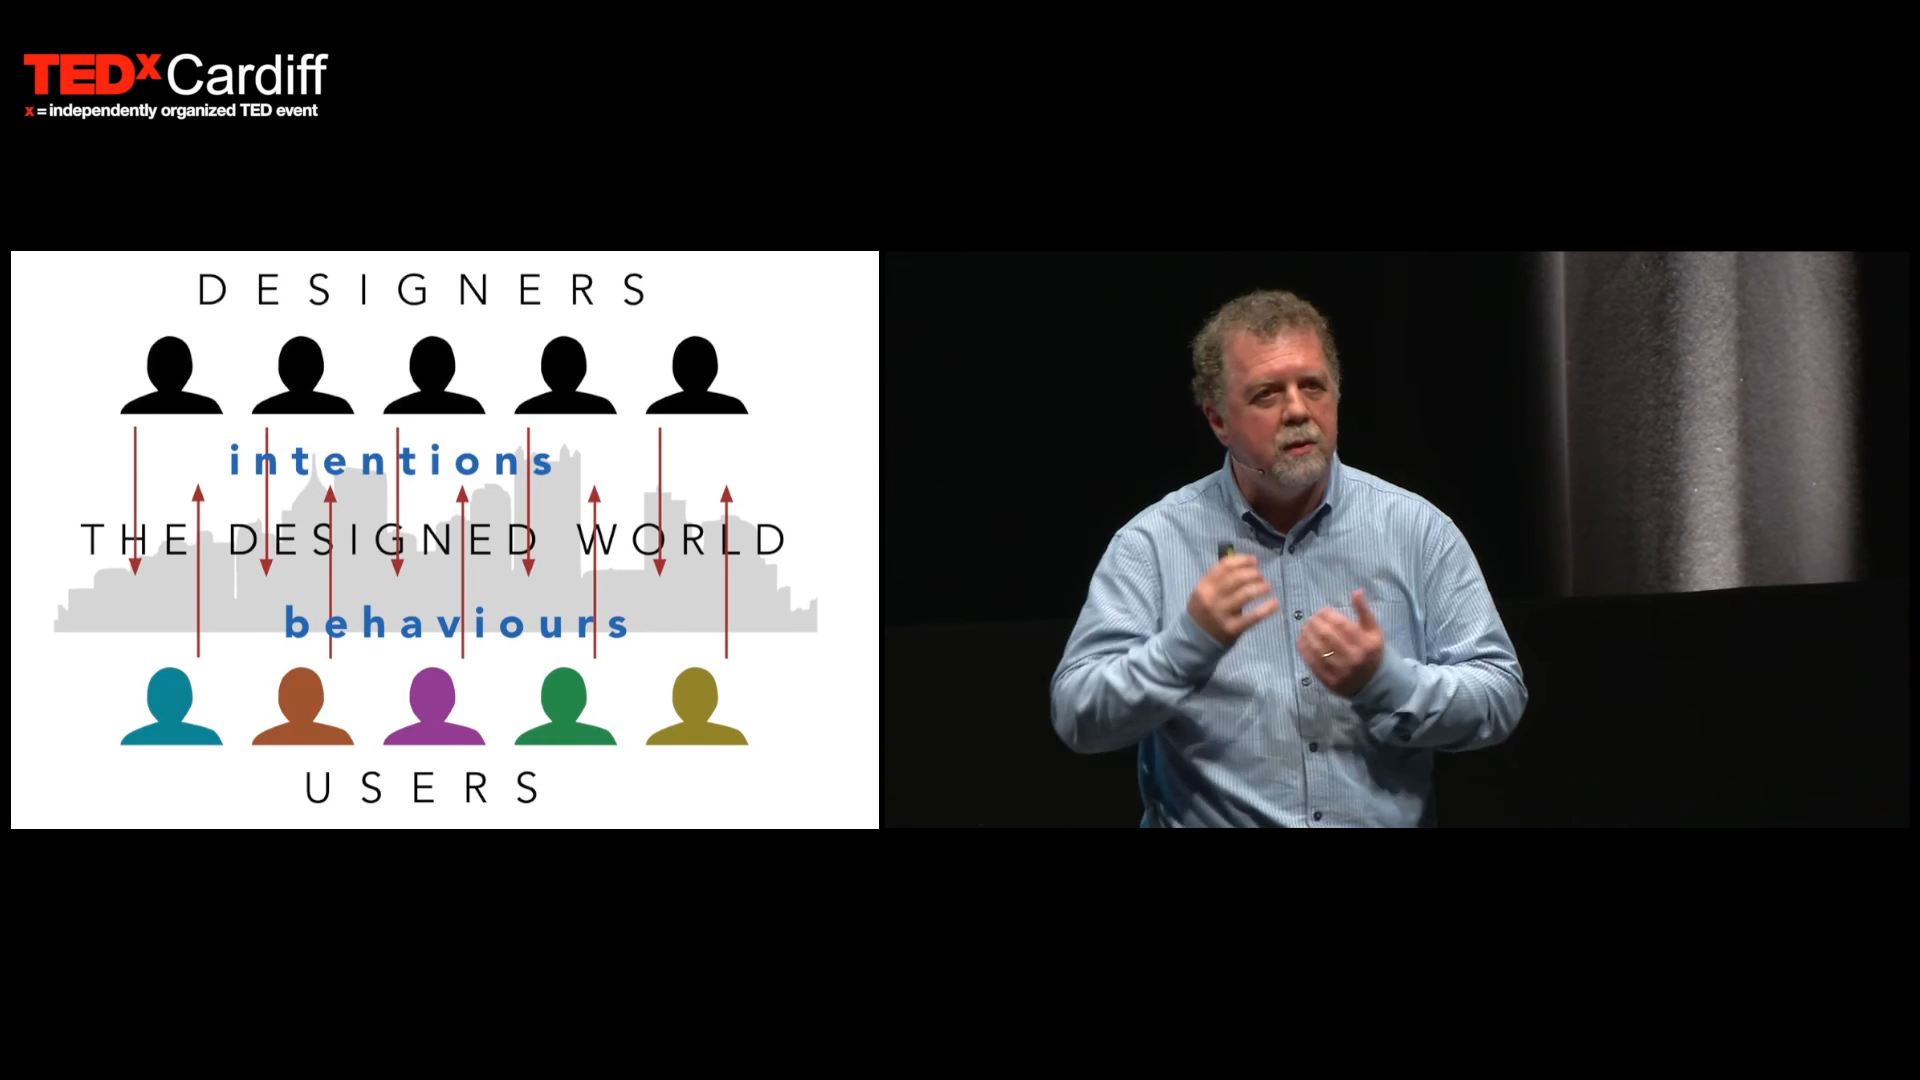 TEDxCardiff
x = independently organized TED event
DESIGNERS
intentions
THE DESIGNED WORLD
behaviours
USERS